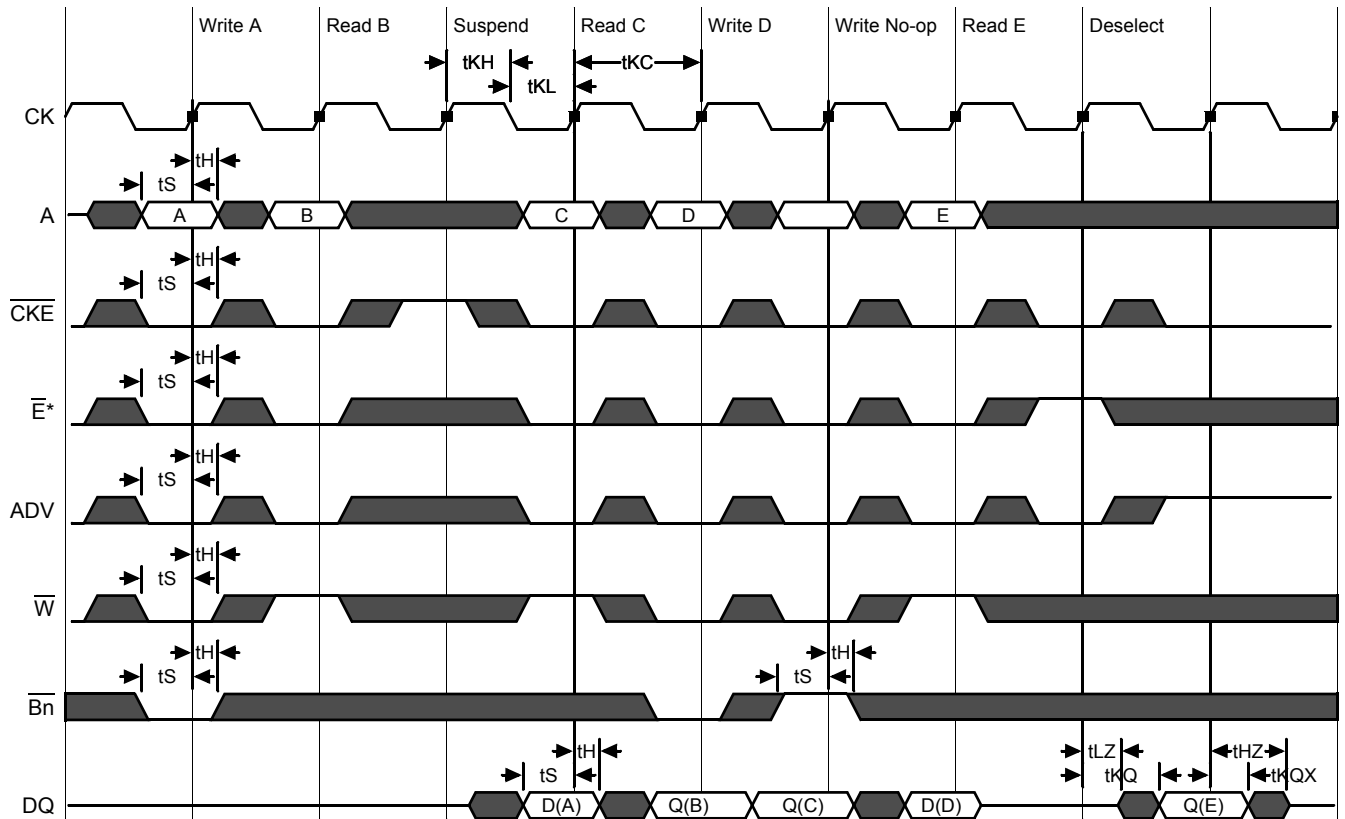 Write A Read B Suspend Read C Write D Write No-op Read E Deselect
tKH tKC
tKL
CK
tH
tS
A A B C D E
tH
tS
CKE
tH
tS
E*
tH
tS
ADV
tH
tS
W
tH tH
tS tS
Bn
tH tLZ tHZ
tS tKQ tKQX
DQ D(A) Q(B) Q(C) D(D) Q(E)